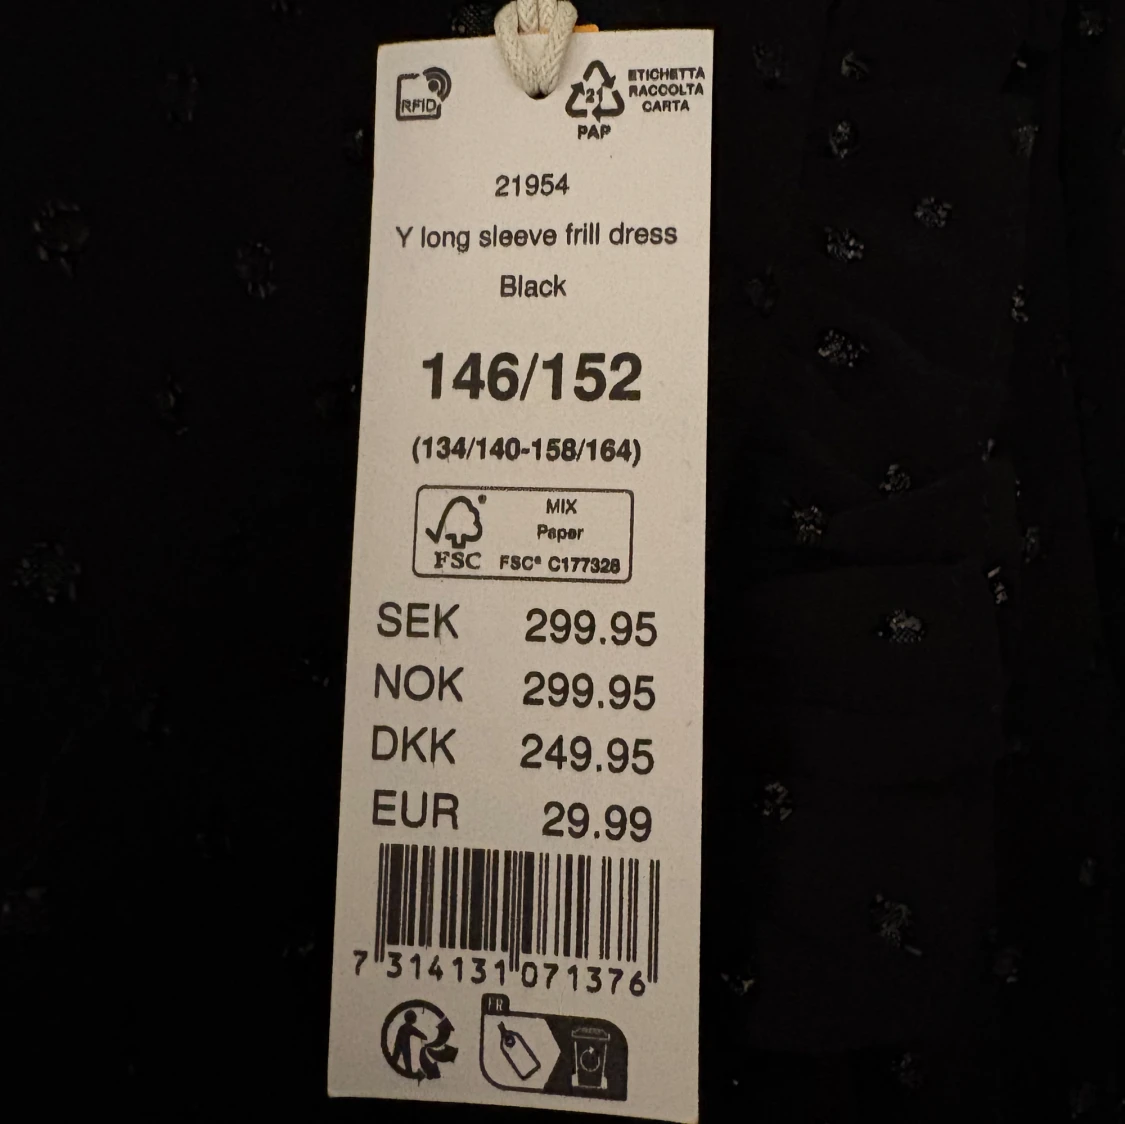 RFID
21
PAP
ETICHETTA
RACCOLTA
CARTA
21954
Y long sleeve frill dress
Black
146/152
(134/140-158/164)
FSC®
MIX
Paper
FSC® C177328
SEK 299.95
NOK 299.95
DKK 249.95
EUR 29.99
7 314131 071376
FR